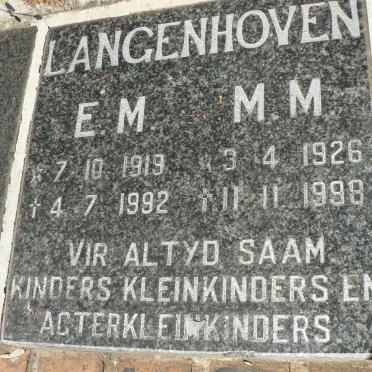 LANGENHOVEN
E. M   M M
* 7. 10. 1919   * 3. 4. 1926
† 4. 7. 1992   † 11. 11. 1998
VIR ALTYD SAAM
KINDERS KLEINKINDERS EN
ACTERKLEINKINDERS